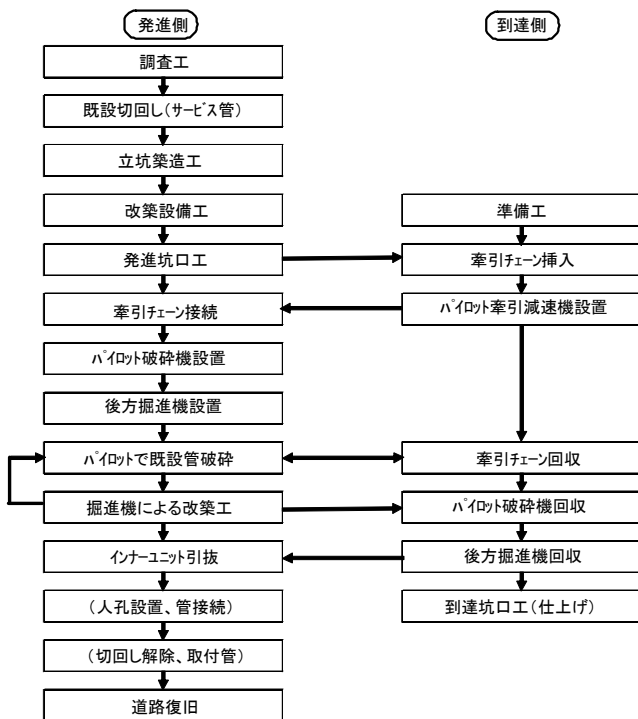 発進側
到達側
調査工
既設切回し(サービス管)
立坑築造工
改築設備工
準備工
発進坑口工
牽引チェーン挿入
牽引チェーン接続
パイロット牽引減速機設置
パイロット破砕機設置
後方掘進機設置
パイロットで既設管破砕
牽引チェーン回収
掘進機による改築工
パイロット破砕機回収
インナーユニット引抜
後方掘進機回収
(人孔設置、管接続)
到達坑口工(仕上げ)
(切回し解除、取付管)
道路復旧